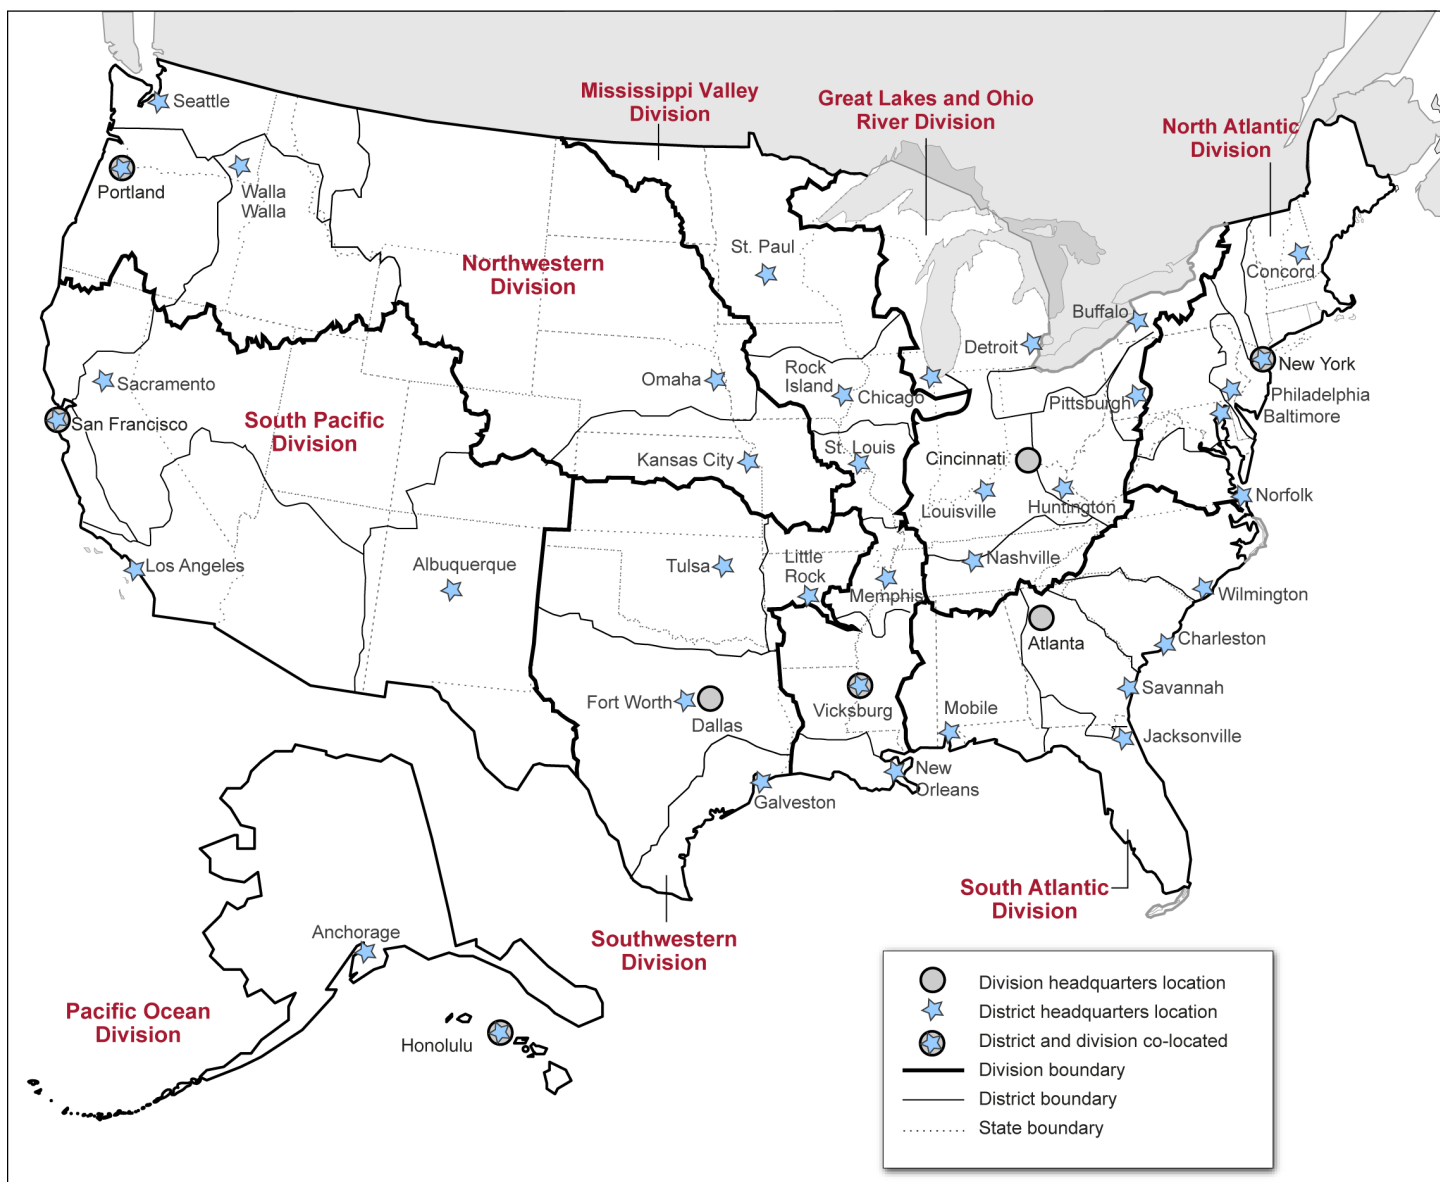 Mississippi Valley
Division
Great Lakes and Ohio
River Division
North Atlantic
Division
Seattle
Portland
Walla
Walla
St. Paul
Northwestern
Division
Concord
Buffalo
Detroit
New York
Omaha
Rock
Island
Chicago
Sacramento
Pittsburgh
Philadelphia
Baltimore
San Francisco
South Pacific
Division
Kansas City
St. Louis
Cincinnati
Louisville
Huntington
Norfolk
Los Angeles
Albuquerque
Tulsa
Little
Rock
Memphis
Nashville
Wilmington
Atlanta
Charleston
Fort Worth
Dallas
Vicksburg
Mobile
Savannah
Jacksonville
Galveston
New
Orleans
South Atlantic
Division
Southwestern
Division
Anchorage
Pacific Ocean
Division
Honolulu
Division headquarters location
District headquarters location
District and division co-located
Division boundary
District boundary
State boundary